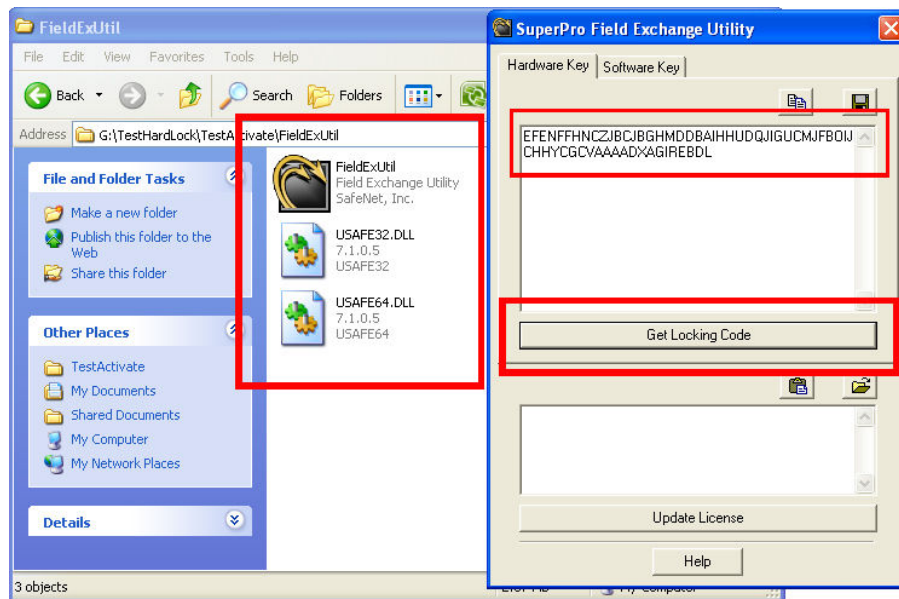 FieldExUtil
File Edit View Favorites Tools Help
Back Search Folders
Address G:\TestHardLock\TestActivate\FieldExUtil
File and Folder Tasks
Make a new folder
Publish this folder to the
Web
Share this folder
Other Places
TestActivate
My Documents
Shared Documents
My Computer
My Network Places
Details
3 objects
FieldExUtil
Field Exchange Utility
SafeNet, Inc.
USAFE32.DLL
7.1.0.5
USAFE32
USAFE64.DLL
7.1.0.5
USAFE64
SuperPro Field Exchange Utility
Hardware Key Software Key
EFENFFHNCZJBCJBGHMDDBAIHHUDQJIGUCMJFBOIJ
CHHYCGCVAAAADXAGIREBDL
Get Locking Code
Update License
Help